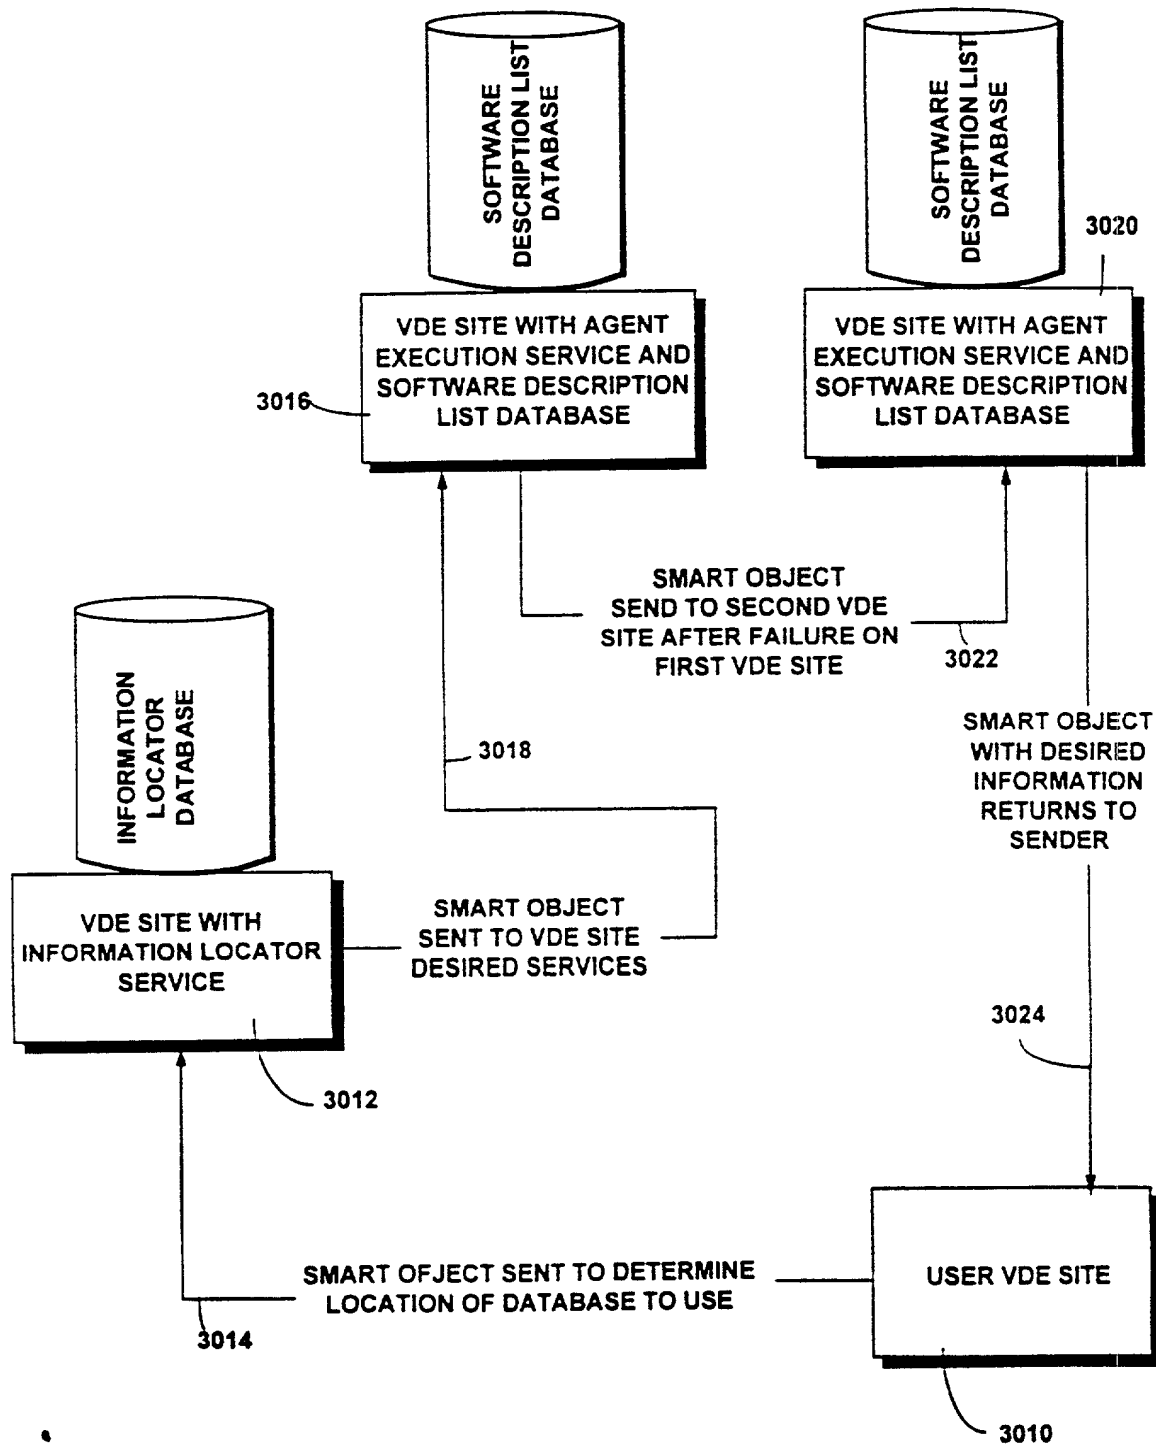 SOFTWARE
DESCRIPTION LIST
DATABASE
SOFTWARE
DESCRIPTION LIST
DATABASE
3020
VDE SITE WITH AGENT
EXECUTION SERVICE AND
SOFTWARE DESCRIPTION
LIST DATABASE
VDE SITE WITH AGENT
EXECUTION SERVICE AND
SOFTWARE DESCRIPTION
LIST DATABASE
3016
SMART OBJECT
SEND TO SECOND VDE
SITE AFTER FAILURE ON
FIRST VDE SITE
3022
INFORMATION
LOCATOR
DATABASE
3018
SMART OBJECT
WITH DESIRED
INFORMATION
RETURNS TO
SENDER
VDE SITE WITH
INFORMATION LOCATOR
SERVICE
SMART OBJECT
SENT TO VDE SITE
DESIRED SERVICES
3024
3012
SMART OFJECT SENT TO DETERMINE
LOCATION OF DATABASE TO USE
USER VDE SITE
3014
3010